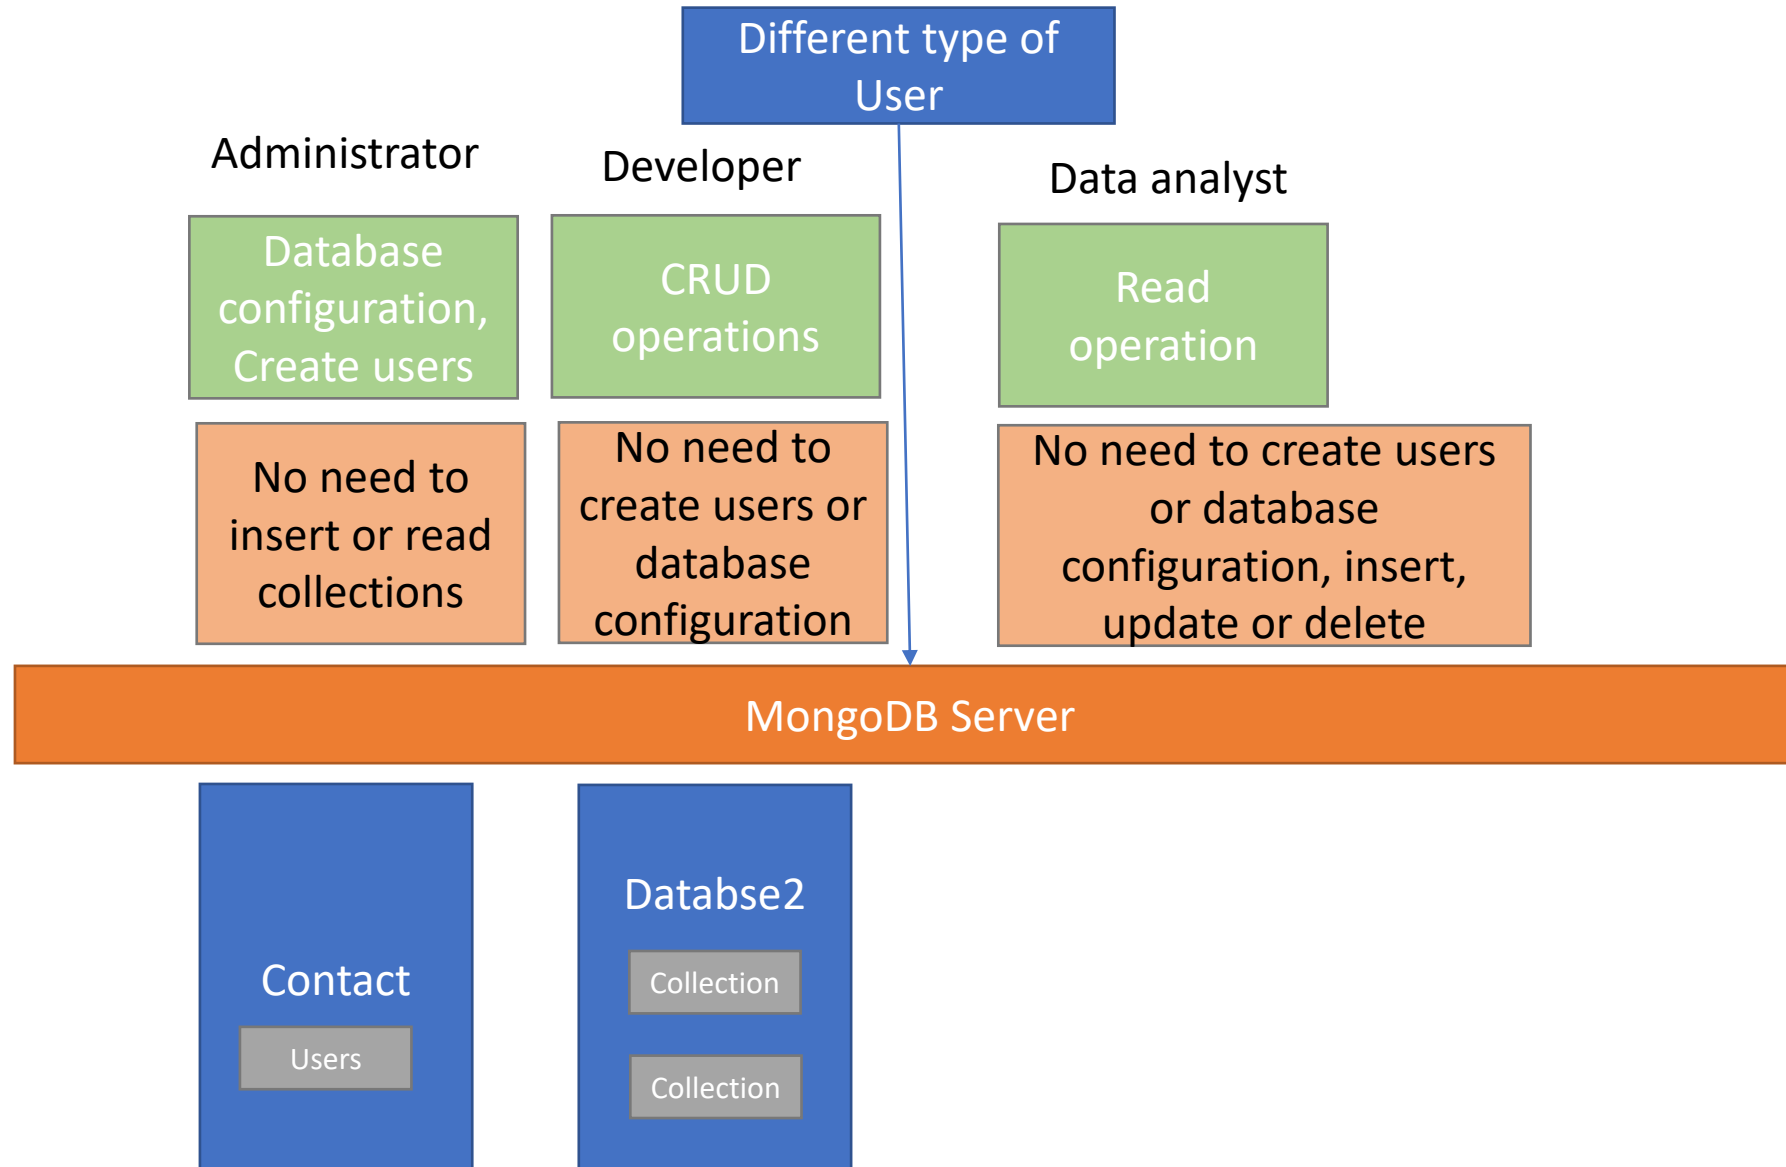 Different type of
User
Administrator
Developer
Data analyst
Database
configuration,
Create users
CRUD
operations
Read
operation
No need to
insert or read
collections
No need to
create users or
database
configuration
No need to create users
or database
configuration, insert,
update or delete
MongoDB Server
Contact
Users
Databse2
Collection
Collection